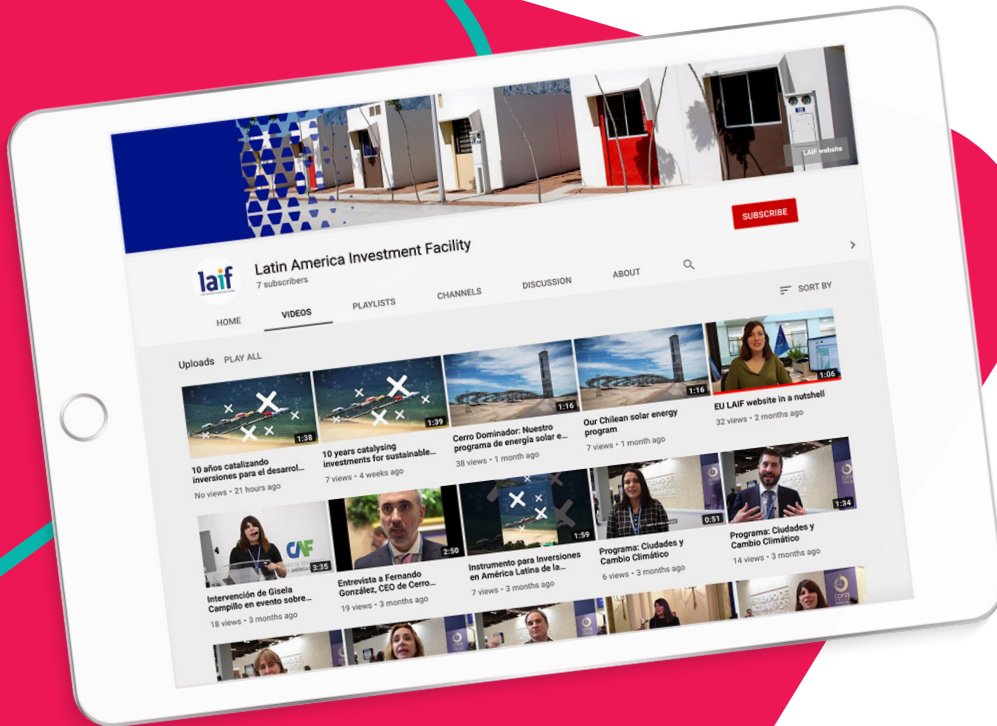 LAIF website
laif
Latin America Investment Facility
7 subscribers
SUBSCRIBE
HOME
VIDEOS
PLAYLISTS
CHANNELS
DISCUSSION
ABOUT
Uploads
PLAY ALL
SORT BY
1:38
10 años catalizando
inversiones para el desarrol...
No views • 21 hours ago
1:39
10 years catalysing
investments for sustainable...
7 views • 4 weeks ago
1:16
Cerro Dominador: Nuestro
programa de energía solar e...
38 views • 1 month ago
1:16
Our Chilean solar energy
program
7 views • 1 month ago
1:06
EU LAIF website in a nutshell
32 views • 2 months ago
CAF
3:35
Intervención de Gisela
Campillo en evento sobre...
18 views • 3 months ago
2:50
Entrevista a Fernando
González, CEO de Cerro...
19 views • 3 months ago
1:59
Instrumento para Inversiones
en América Latina de la...
7 views • 3 months ago
0:51
Programa: Ciudades y
Cambio Climático
6 views • 3 months ago
1:34
Programa: Ciudades y
Cambio Climático
14 views • 3 months ago